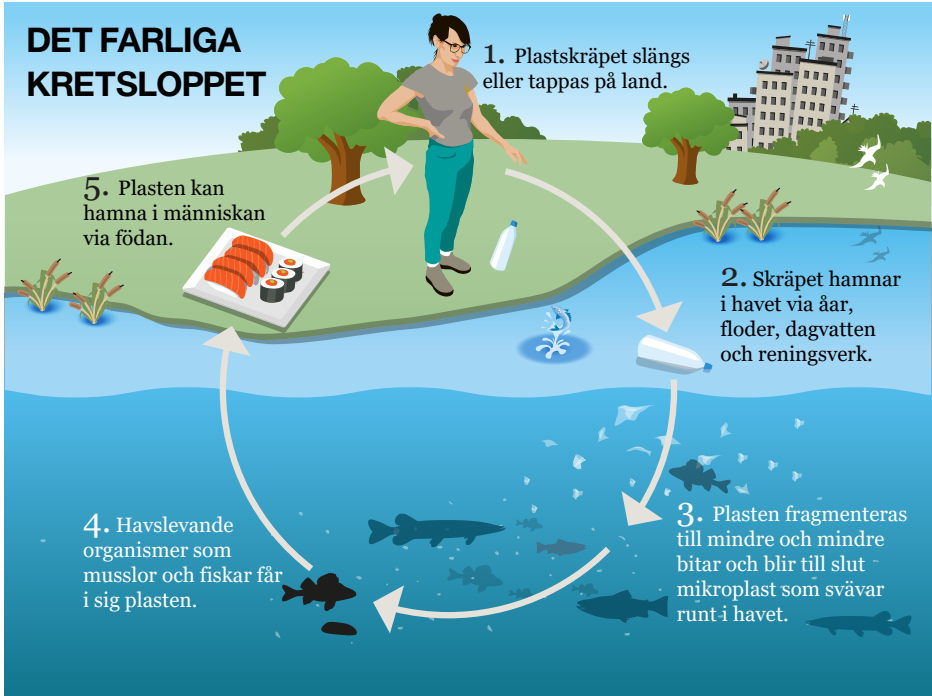 DET FARLIGA
KRETSLOPPET
1. Plastskräpet slängs
eller tappas på land.
2. Skräpet hamnar
i havet via åar,
floder, dagvatten
och reningsverk.
3. Plasten fragmenteras
till mindre och mindre
bitar och blir till slut
mikroplast som svävar
runt i havet.
4. Havslevande
organismer som
musslor och fiskar får
i sig plasten.
5. Plasten kan
hamna i människan
via födan.